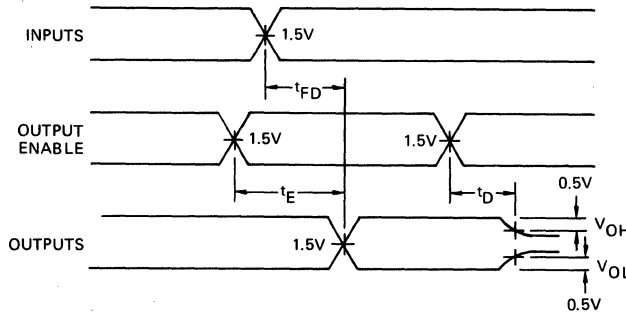 INPUTS
1.5V
tFD
OUTPUT
ENABLE
1.5V
1.5V
tE
tD
0.5V
OUTPUTS
1.5V
VOH
VOL
0.5V